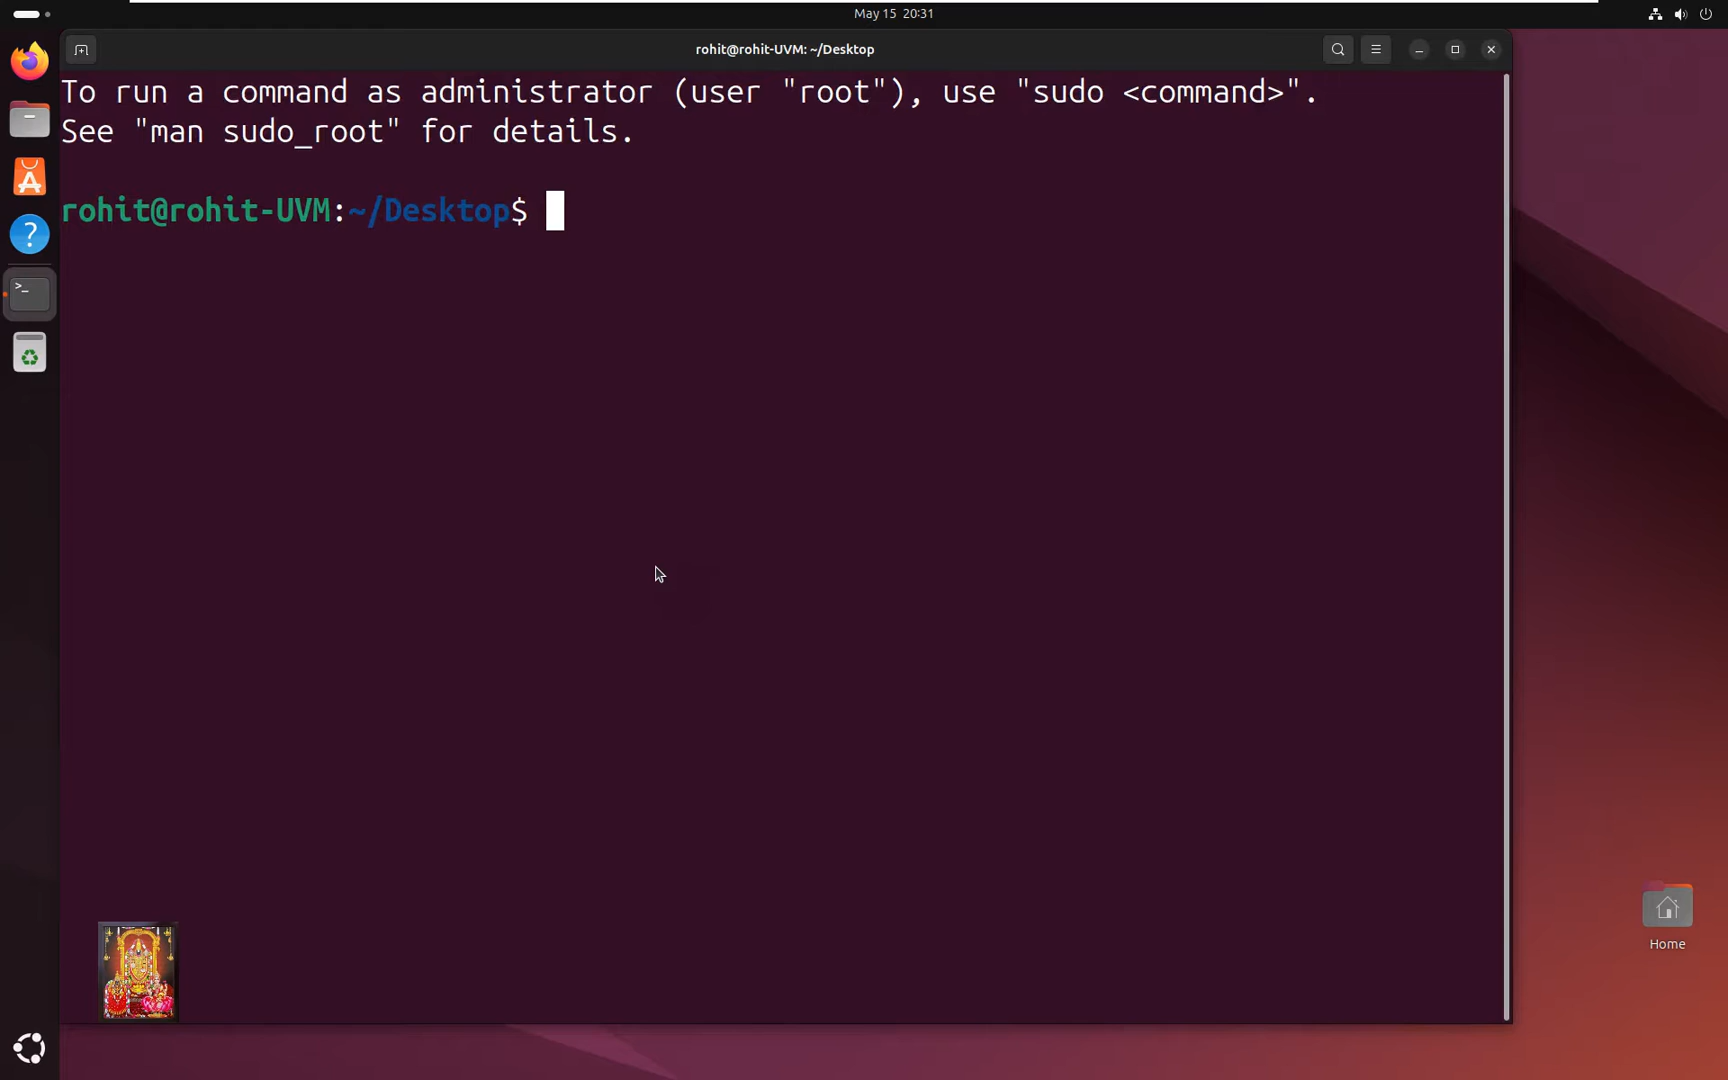 May 15 20:31
rohit@rohit-UVM: ~/Desktop
To run a command as administrator (user "root"), use "sudo <command>".
See "man sudo_root" for details.
rohit@rohit-UVM:~/Desktop$
Home